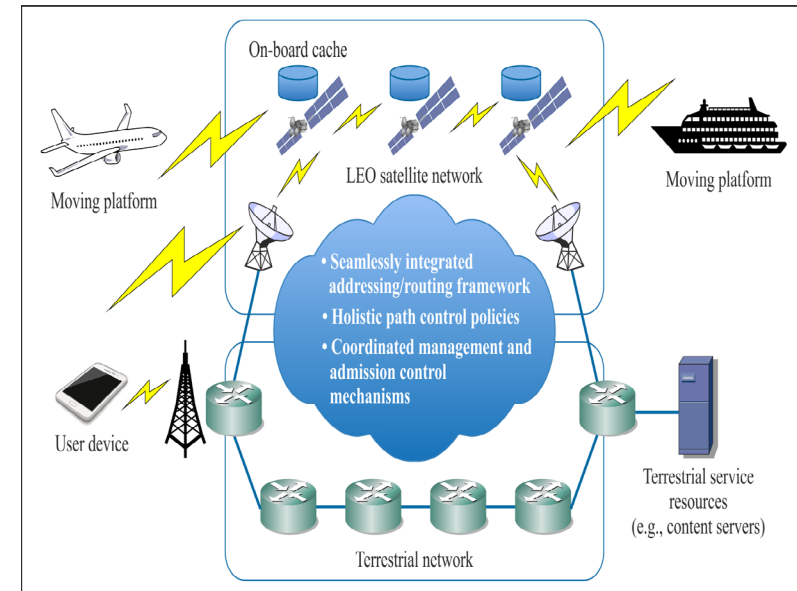 On-board cache
LEO satellite network
Moving platform
Moving platform
• Seamlessly integrated
addressing/routing framework
• Holistic path control policies
• Coordinated management and
admission control
mechanisms
User device
Terrestrial service
resources
(e.g., content servers)
Terrestrial network